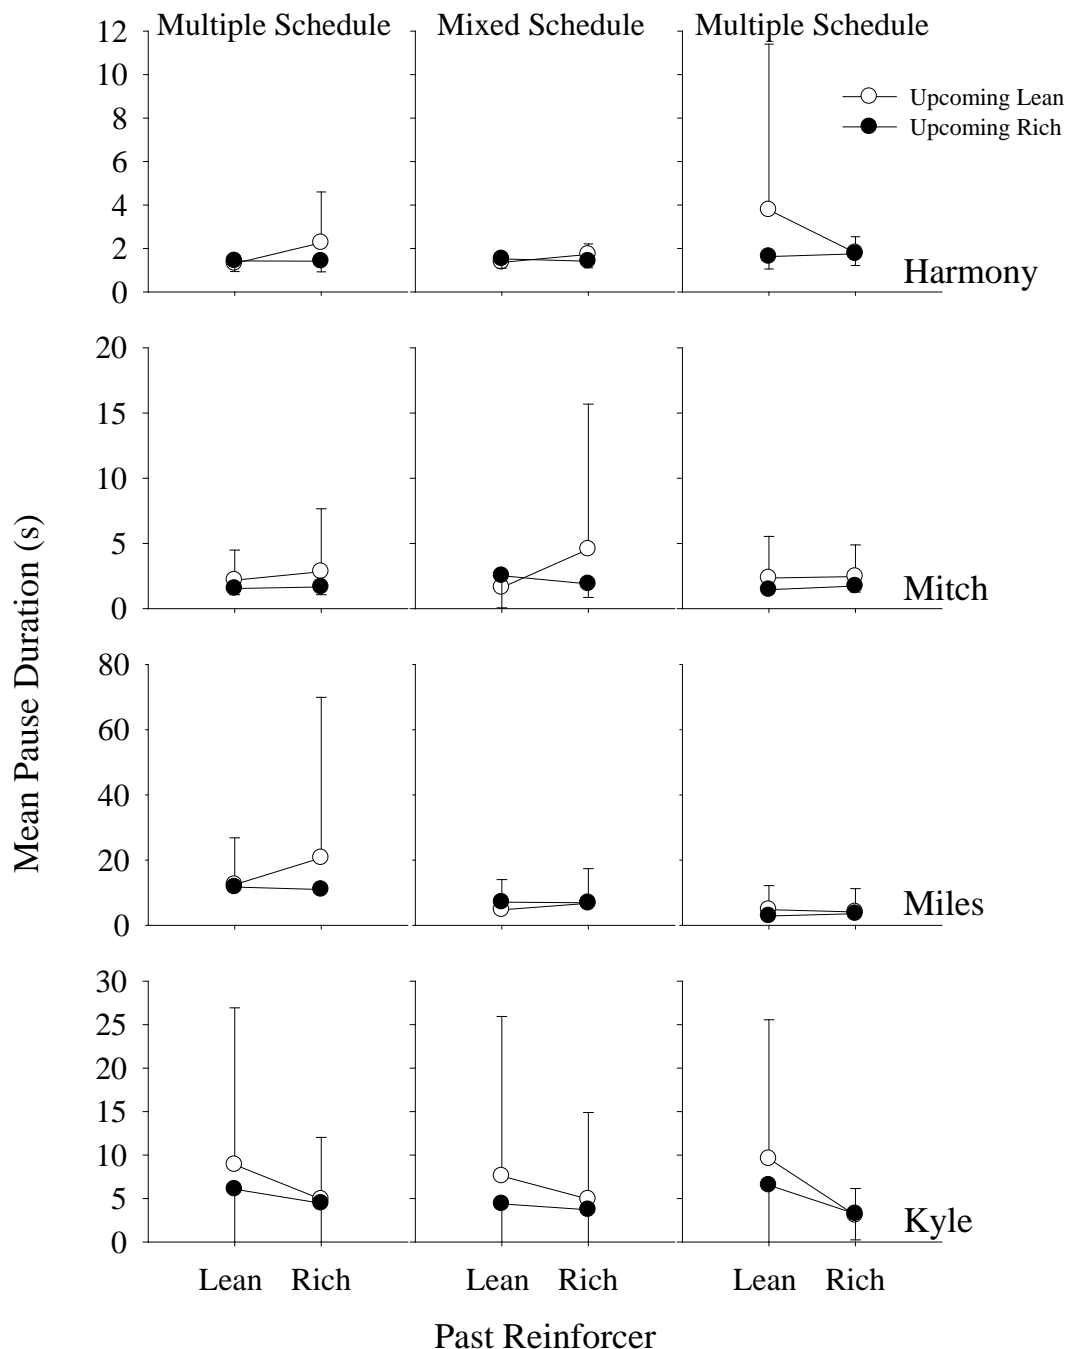 Multiple Schedule Mixed Schedule Multiple Schedule
Upcoming Lean
Upcoming Rich
12
10
8
6
4
2
0
Harmony
20
15
10
5
0
Mitch
Mean Pause Duration (s)
80
60
40
20
0
Miles
30
25
20
15
10
5
0
Kyle
Lean Rich Lean Rich Lean Rich
Past Reinforcer